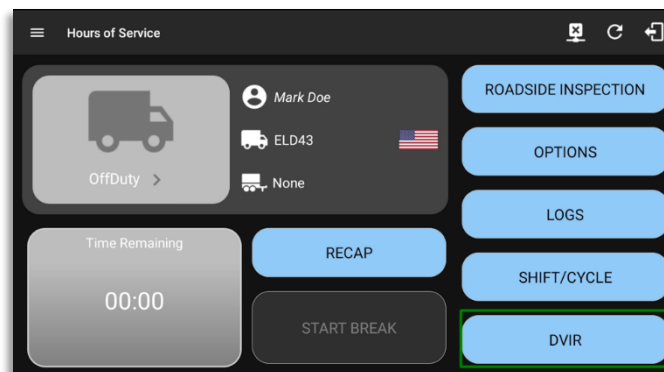 Hours of Service
Mark Doe
ELD43
None
OffDuty >
Time Remaining
00:00
RECAP
START BREAK
ROADSIDE INSPECTION
OPTIONS
LOGS
SHIFT/CYCLE
DVIR